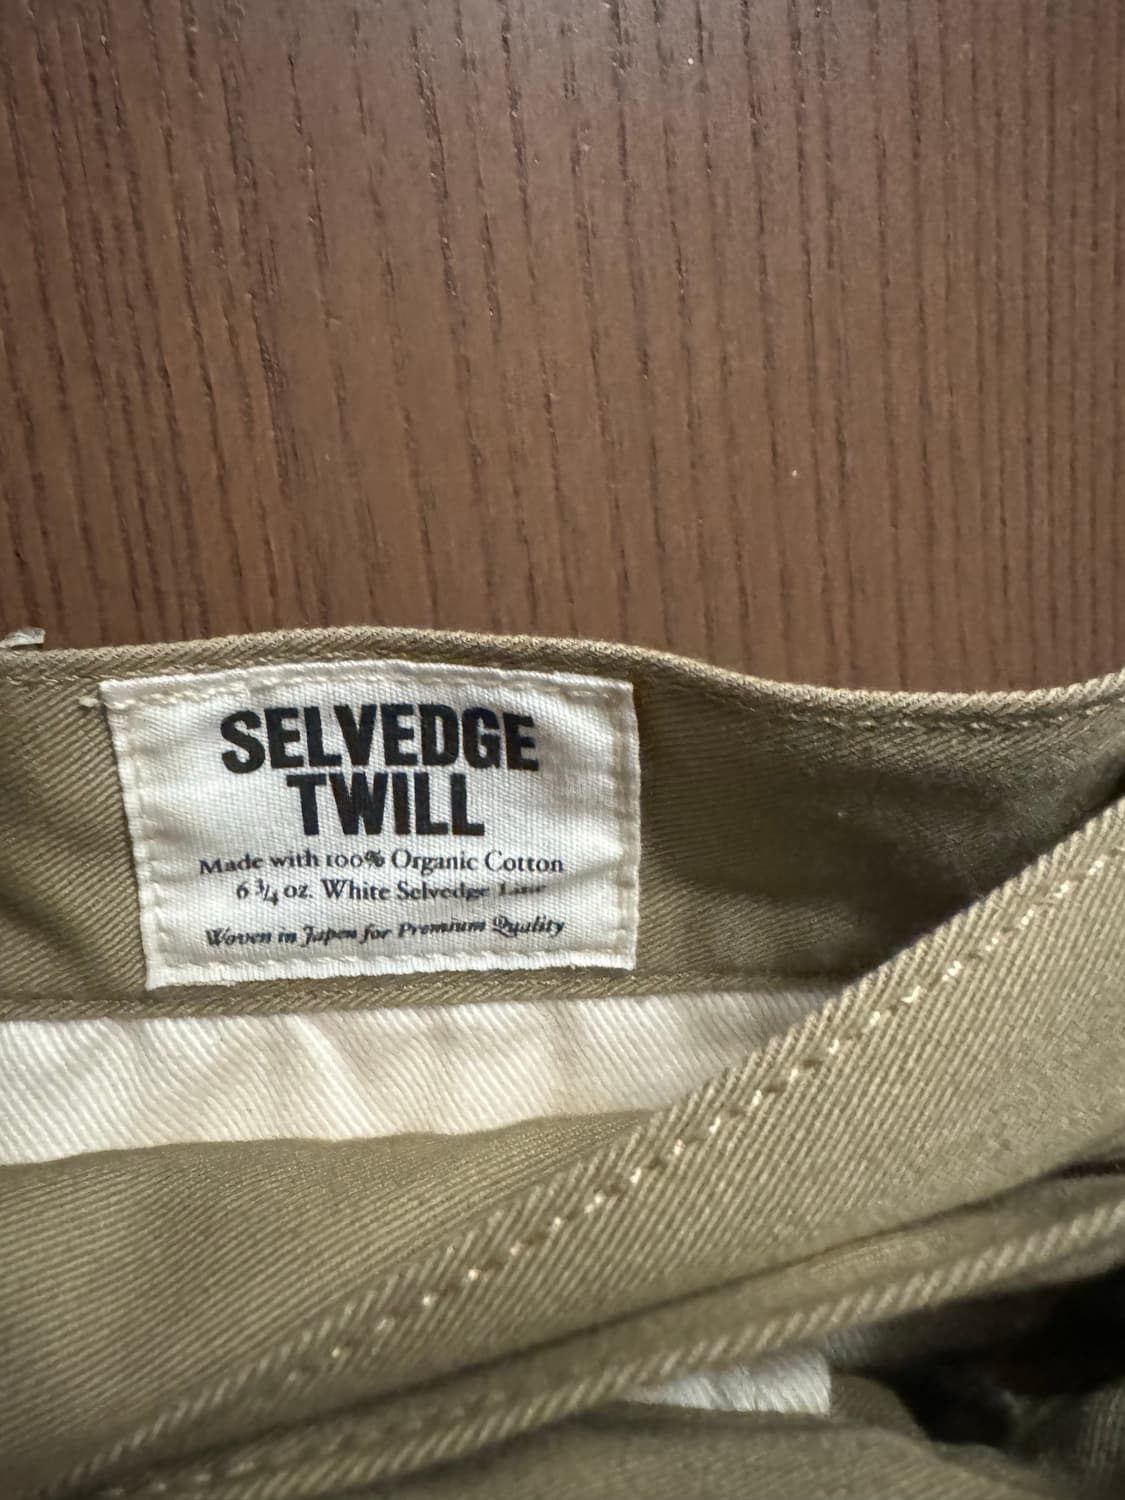 SELVEDGE
TWILL
Made with 100% Organic Cotton
6 ¾ oz. White Selvedge Line
Woven in Japen for Premium Quality